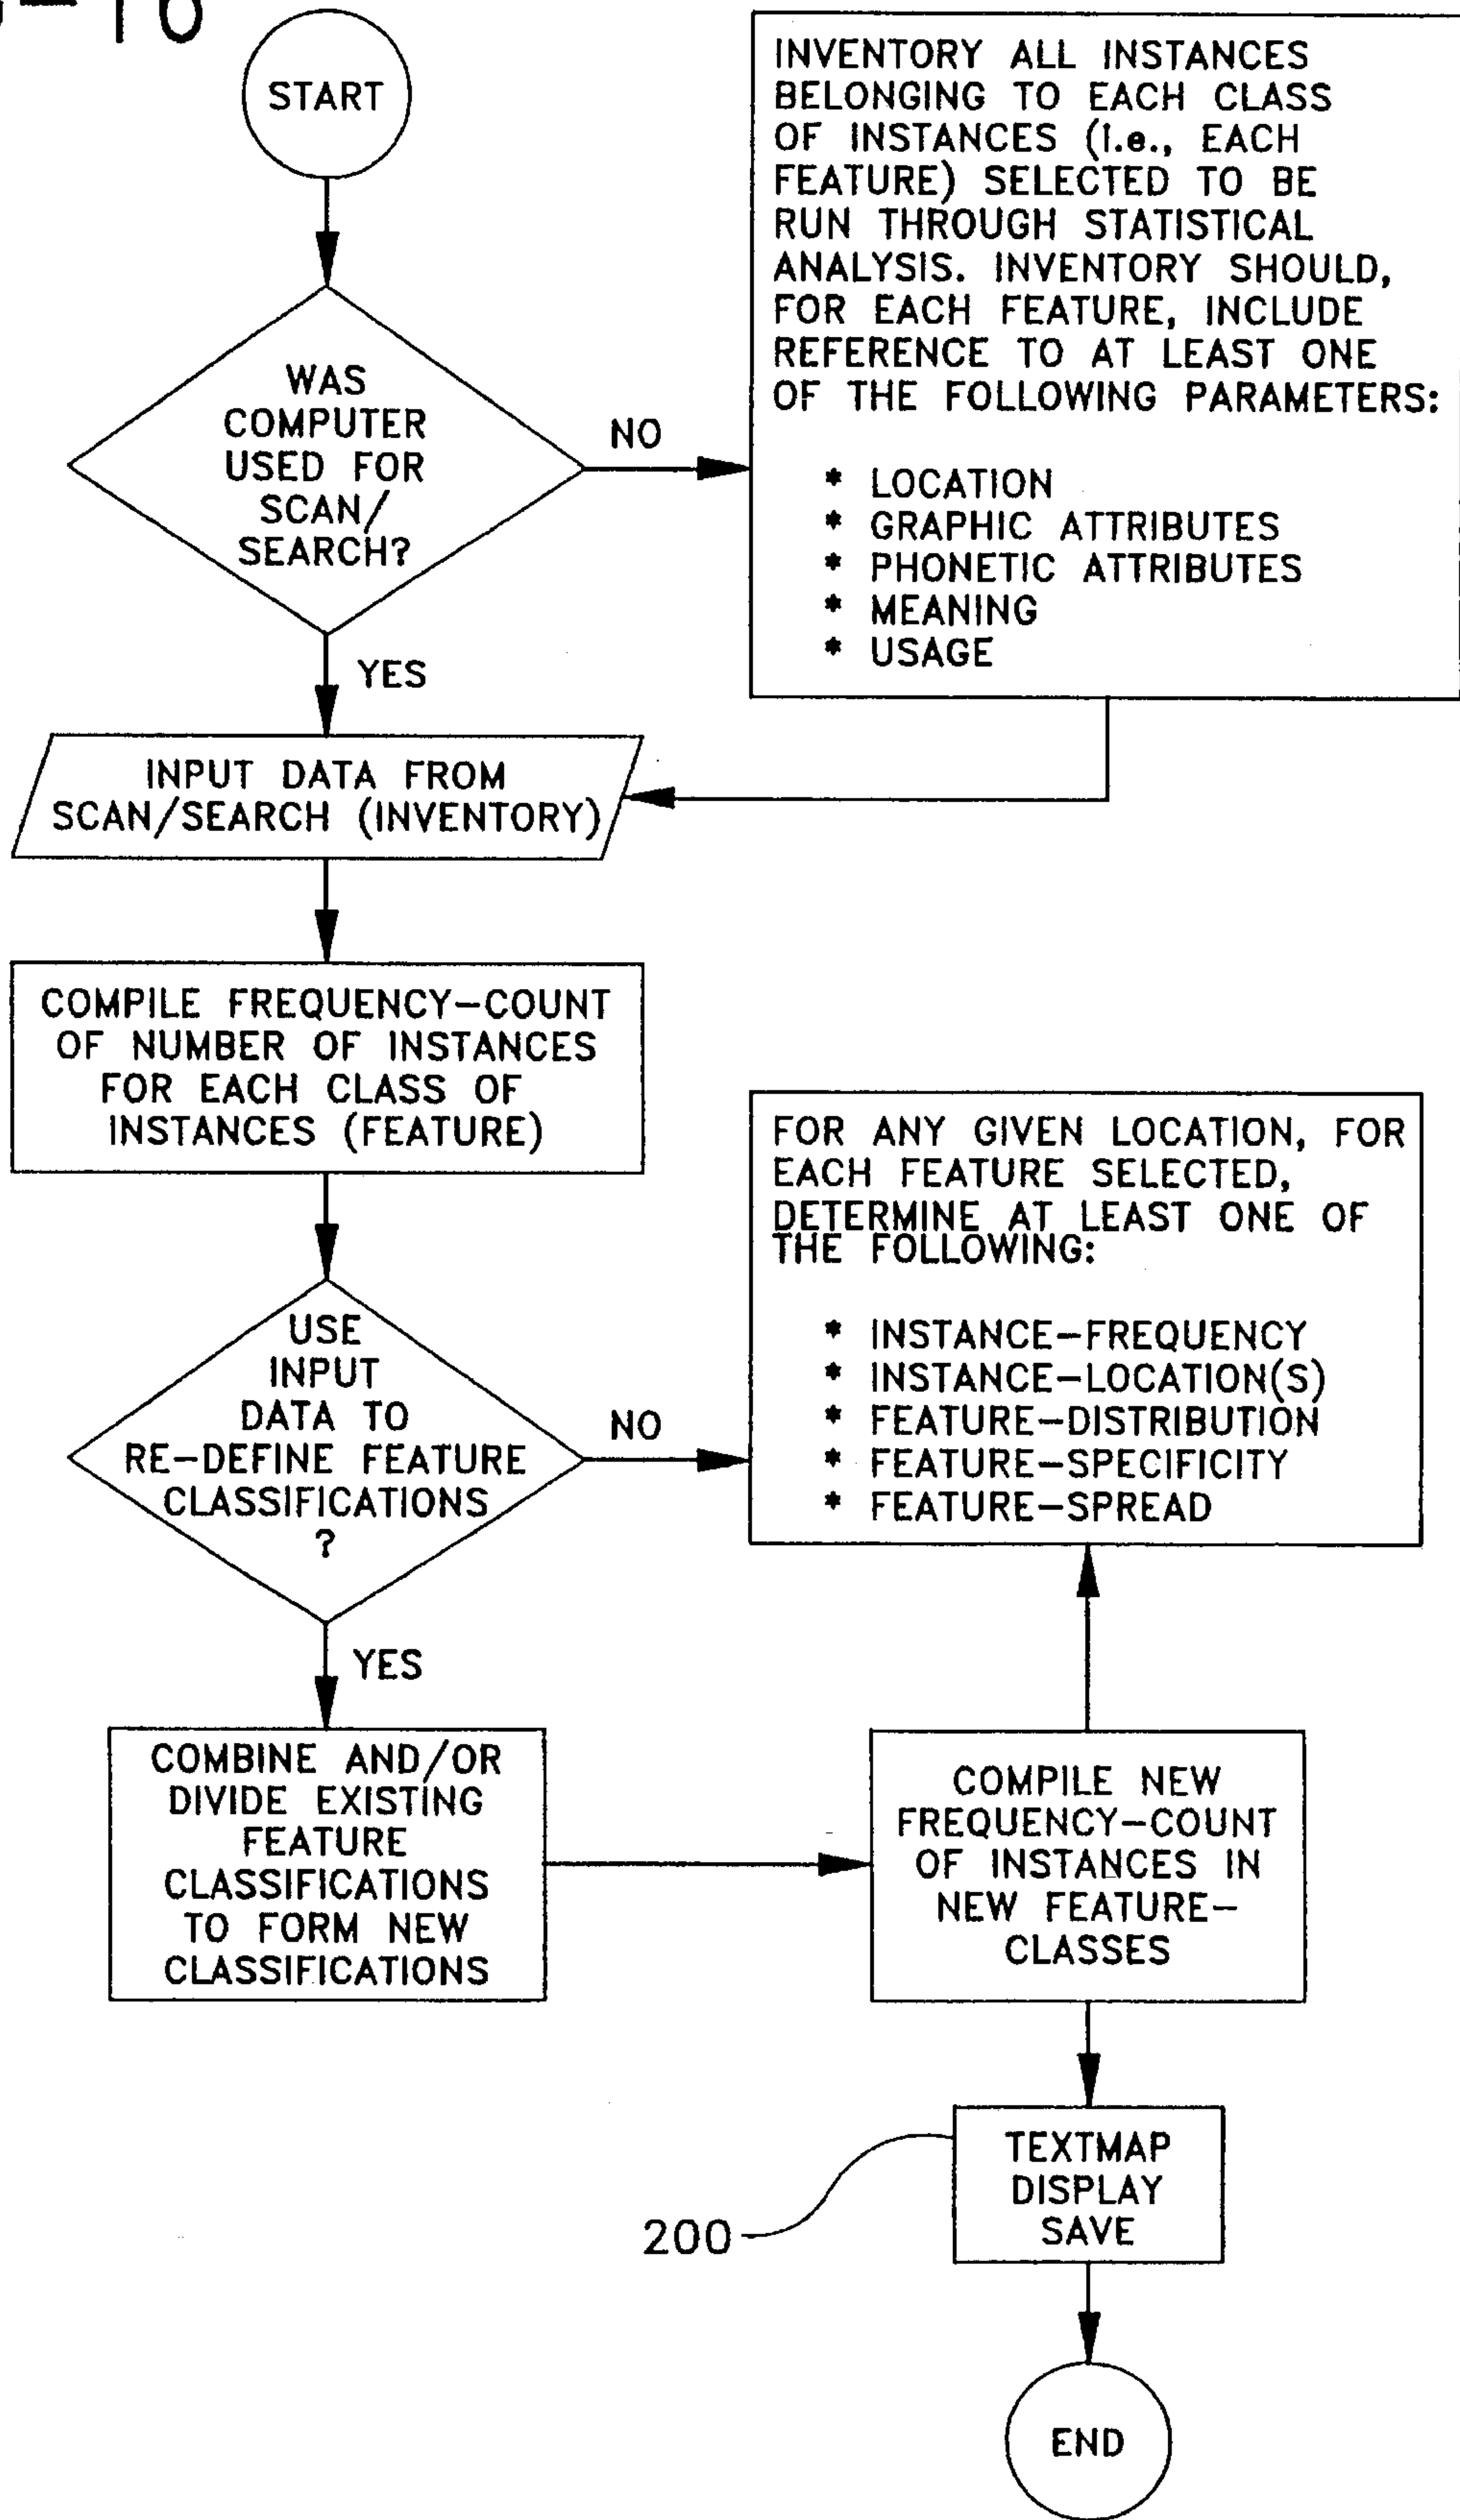 START
WAS
COMPUTER
USED FOR
SCAN/
SEARCH?
NO
YES
INVENTORY ALL INSTANCES
BELONGING TO EACH CLASS
OF INSTANCES (i.e., EACH
FEATURE) SELECTED TO BE
RUN THROUGH STATISTICAL
ANALYSIS. INVENTORY SHOULD,
FOR EACH FEATURE, INCLUDE
REFERENCE TO AT LEAST ONE
OF THE FOLLOWING PARAMETERS:
* LOCATION
* GRAPHIC ATTRIBUTES
* PHONETIC ATTRIBUTES
* MEANING
* USAGE
INPUT DATA FROM
SCAN/SEARCH (INVENTORY)
COMPILE FREQUENCY-COUNT
OF NUMBER OF INSTANCES
FOR EACH CLASS OF
INSTANCES (FEATURE)
USE
INPUT
DATA TO
RE-DEFINE FEATURE
CLASSIFICATIONS
?
NO
YES
FOR ANY GIVEN LOCATION, FOR
EACH FEATURE SELECTED,
DETERMINE AT LEAST ONE OF
THE FOLLOWING:
* INSTANCE-FREQUENCY
* INSTANCE-LOCATION(S)
* FEATURE-DISTRIBUTION
* FEATURE-SPECIFICITY
* FEATURE-SPREAD
COMBINE AND/OR
DIVIDE EXISTING
FEATURE
CLASSIFICATIONS
TO FORM NEW
CLASSIFICATIONS
COMPILE NEW
FREQUENCY-COUNT
OF INSTANCES IN
NEW FEATURE-
CLASSES
TEXTMAP
DISPLAY
SAVE
200
END